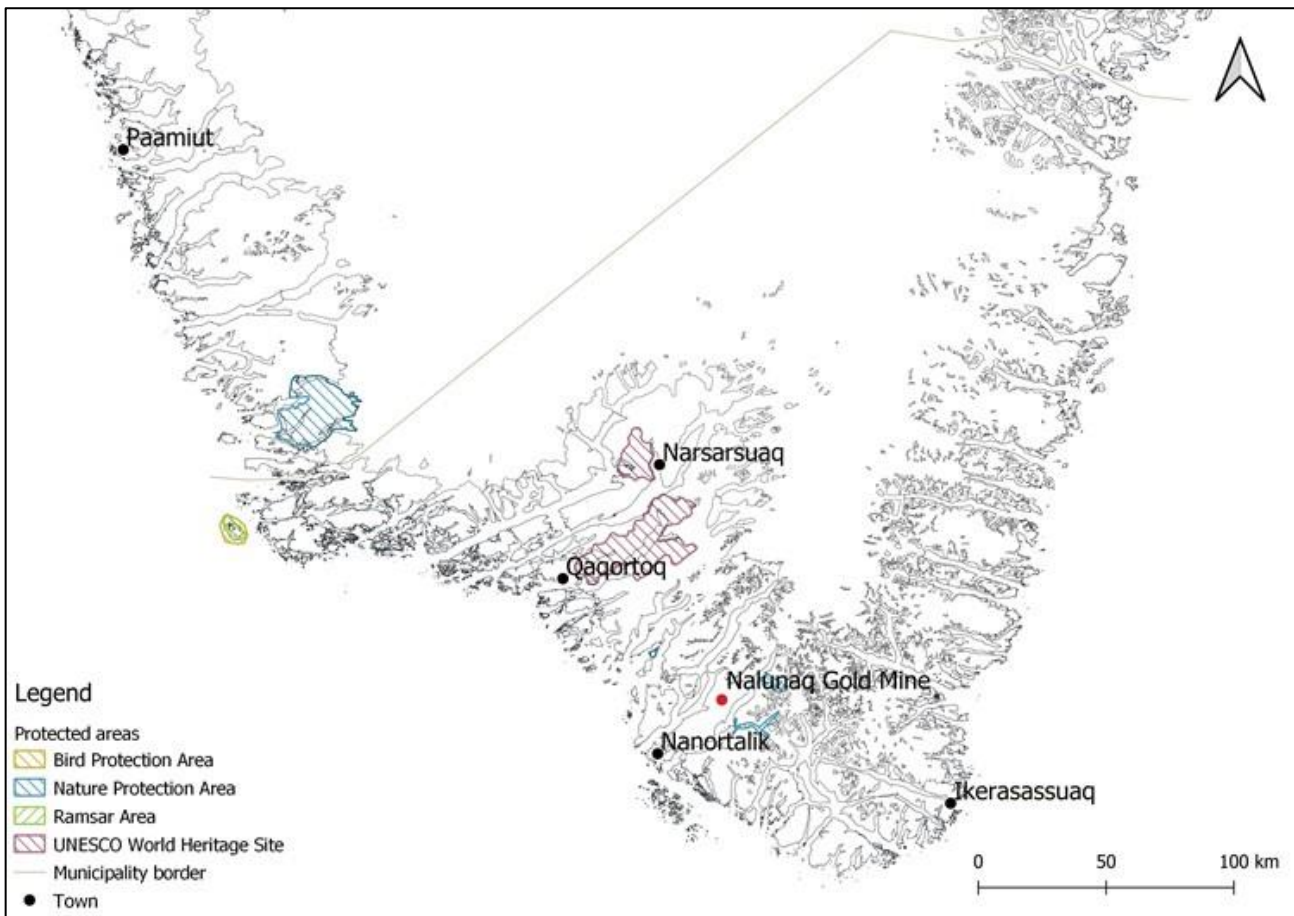 Paamiut
Narsarsuaq
Qaqortoq
Nalunaq Gold Mine
Nanortalik
Ikerasassuaq
Legend
Protected areas
Bird Protection Area
Nature Protection Area
Ramsar Area
UNESCO World Heritage Site
Municipality border
Town
0 50 100 km